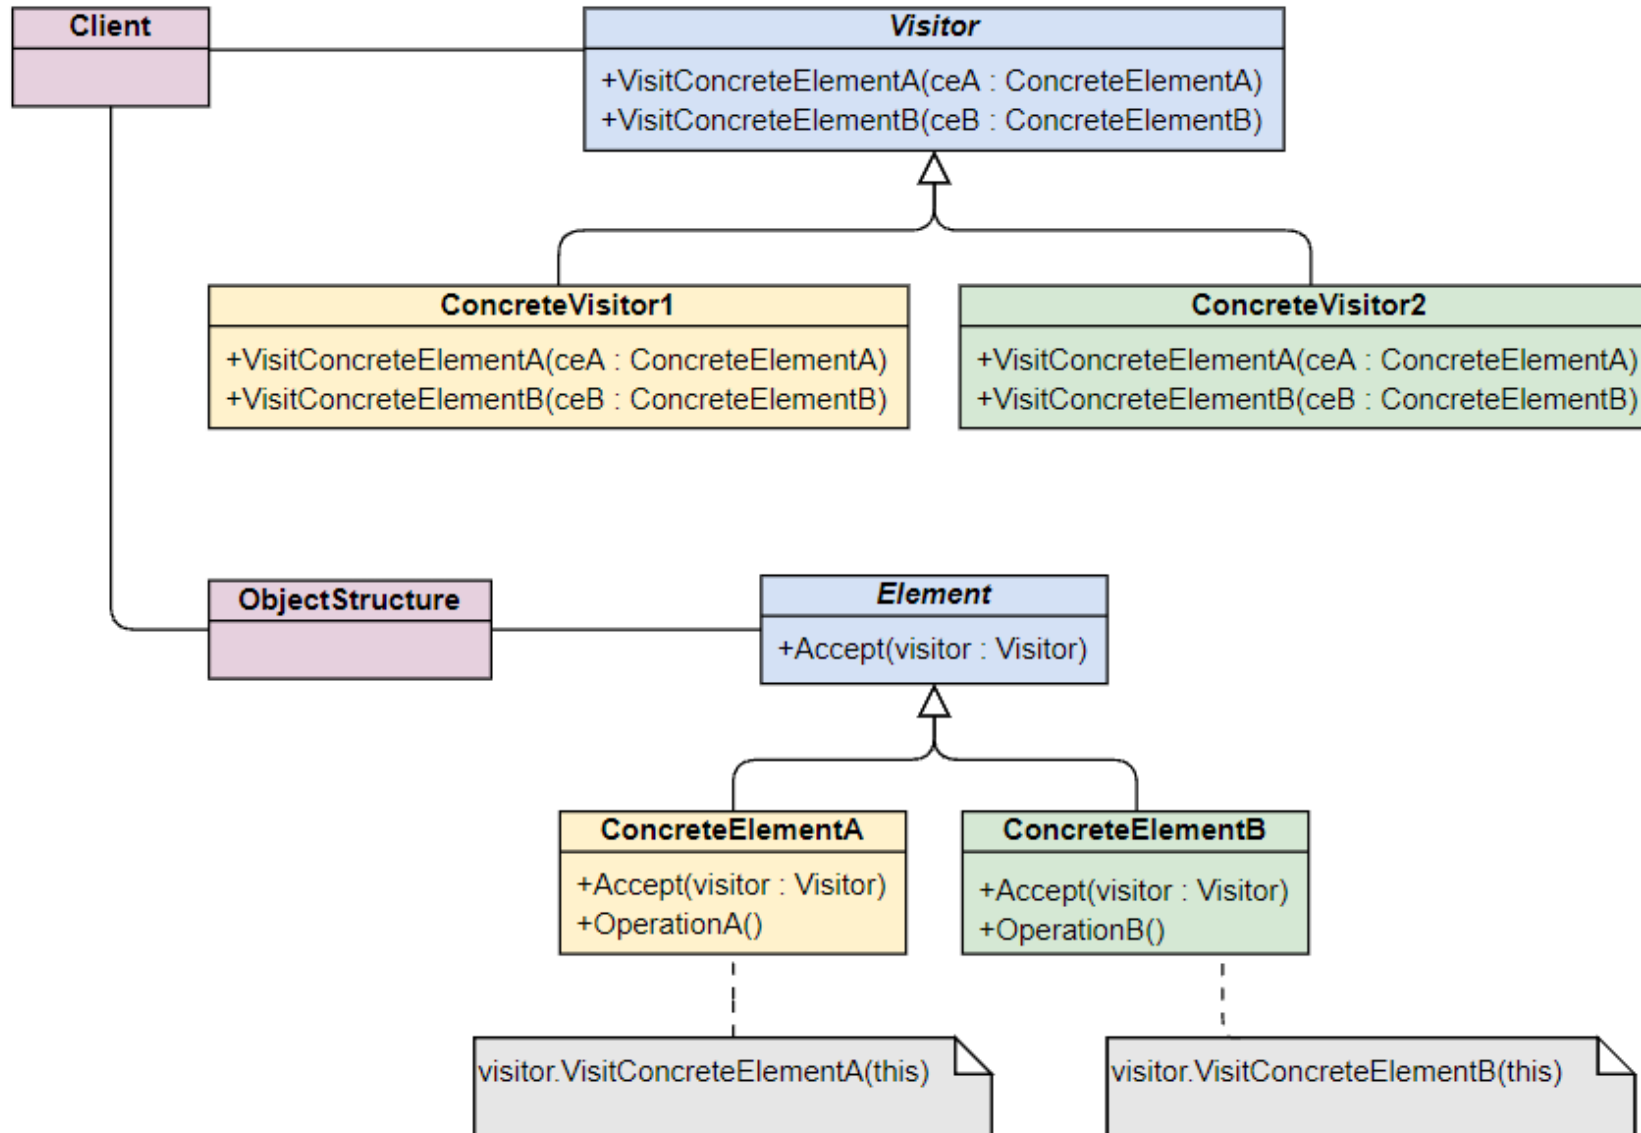 Client
Visitor
+VisitConcreteElementA(ceA : ConcreteElementA)
+VisitConcreteElementB(ceB : ConcreteElementB)
ConcreteVisitor1
+VisitConcreteElementA(ceA : ConcreteElementA)
+VisitConcreteElementB(ceB : ConcreteElementB)
ConcreteVisitor2
+VisitConcreteElementA(ceA : ConcreteElementA)
+VisitConcreteElementB(ceB : ConcreteElementB)
ObjectStructure
Element
+Accept(visitor : Visitor)
ConcreteElementA
+Accept(visitor : Visitor)
+OperationA()
ConcreteElementB
+Accept(visitor : Visitor)
+OperationB()
visitor.VisitConcreteElementA(this)
visitor.VisitConcreteElementB(this)